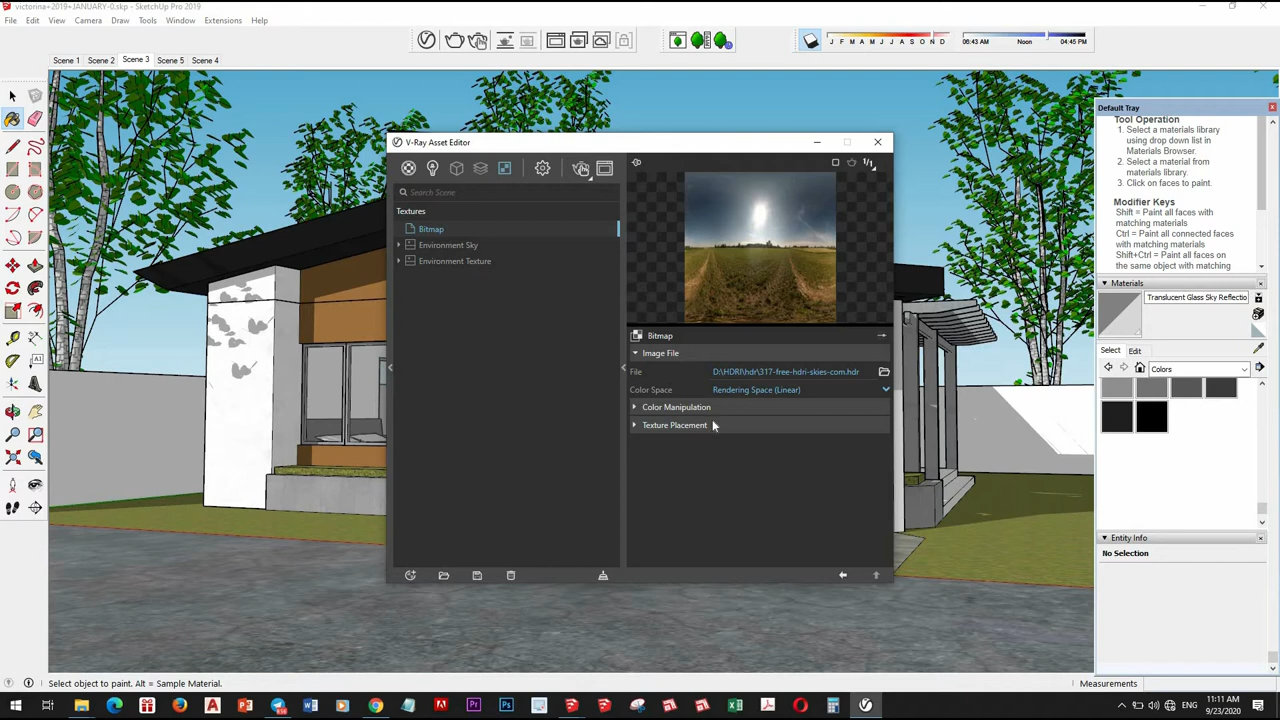 victorina+2019+JANUARY-0.skp - SketchUp Pro 2019
File Edit View Camera Draw Tools Window Extensions Help
J F M A M J J A S O N D
06:43 AM Noon 04:45 PM
Scene 1 Scene 2 Scene 3 Scene 5 Scene 4
V-Ray Asset Editor
1/1
Search Scene
Textures
Bitmap
Environment Sky
Environment Texture
Bitmap
Image File
File D:\HDRI\hdr\317-free-hdri-skies-com.hdr
Color Space Rendering Space (Linear)
Color Manipulation
Texture Placement
Default Tray
Tool Operation
1. Select a materials library
using drop down list in
Materials Browser.
2. Select a material from
materials library.
3. Click on faces to paint.
Modifier Keys
Shift = Paint all faces with
matching materials
Ctrl = Paint all connected faces
with matching materials
Shift+Ctrl = Paint all faces on
the same object with matching
Materials
Translucent Glass Sky Reflectio
Select Edit
Colors
Entity Info
No Selection
Select object to paint. Alt = Sample Material.
Measurements
ENG
11:11 AM
9/23/2020